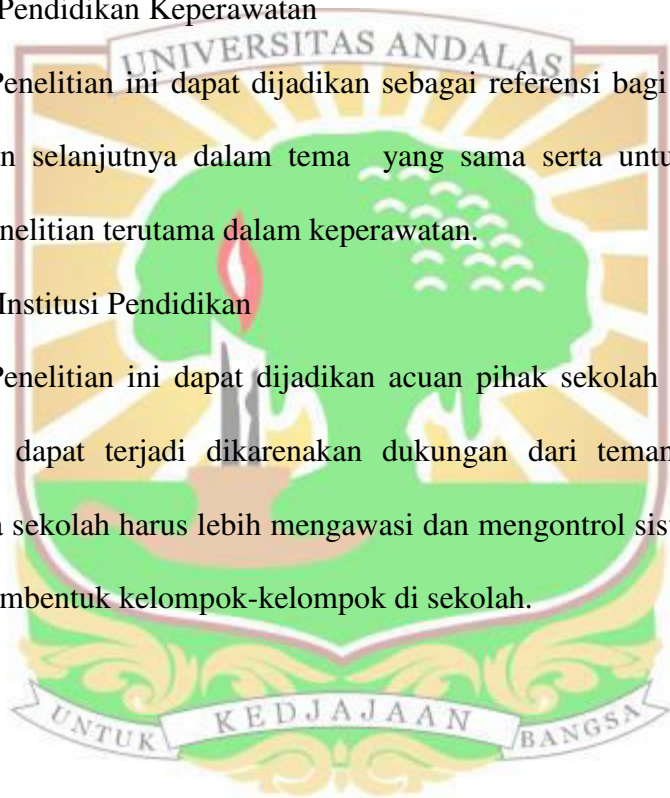 Pendidikan Keperawatan
UNIVERSITAS ANDALAS
Penelitian ini dapat dijadikan sebagai referensi bagi
n selanjutnya dalam tema yang sama serta untu
nelitian terutama dalam keperawatan.
Institusi Pendidikan
Penelitian ini dapat dijadikan acuan pihak sekolah
dapat terjadi dikarenakan dukungan dari teman
a sekolah harus lebih mengawasi dan mengontrol sis
mbentuk kelompok-kelompok di sekolah.
UNTUK KEDJAJAAN BANGSA